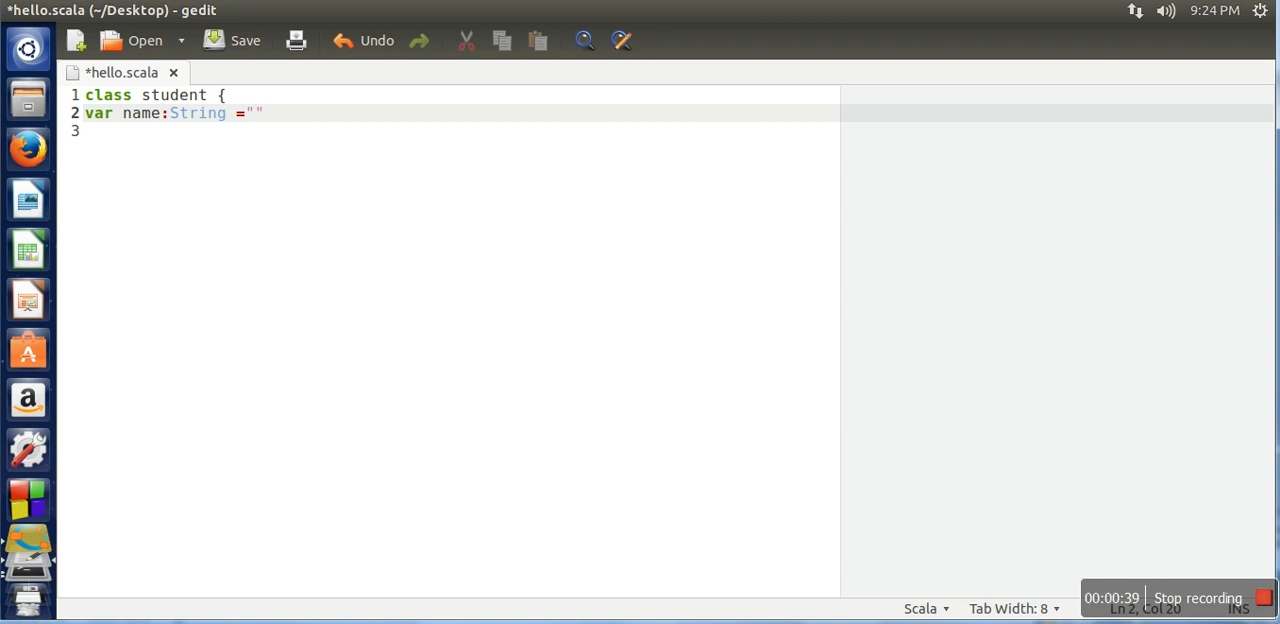 *hello.scala (~/Desktop) - gedit
9:24 PM
Open Save Undo
*hello.scala ×
1 class student {
2 var name:String =""
3
Scala Tab Width: 8 Ln 2, Col 20 INS
00:00:39 Stop recording